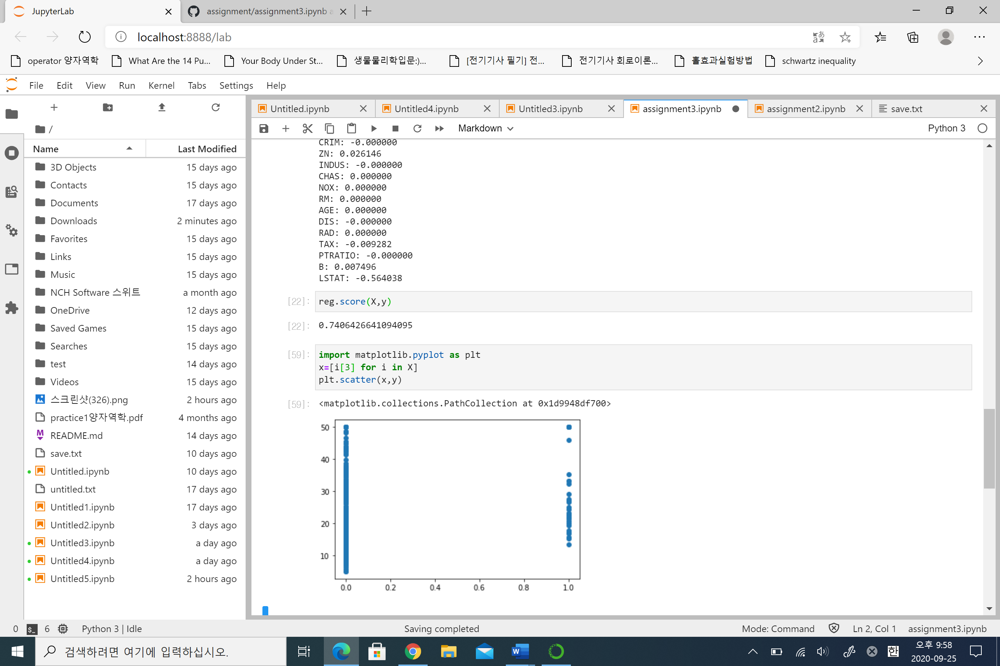 JupyterLab
assignment/assignment3.ipynb a
localhost:8888/lab
operator 양자역학
What Are the 14 Pu...
Your Body Under St...
생물물리학입문:)...
[전기기사 필기] 전...
전기기사 회로이론...
홀효과실험방법
schwartz inequality
File Edit View Run Kernel Tabs Settings Help
Untitled.ipynb
Untitled4.ipynb
Untitled3.ipynb
assignment3.ipynb
assignment2.ipynb
save.txt
Markdown
Python 3
/
Name Last Modified
3D Objects 15 days ago
Contacts 15 days ago
Documents 17 days ago
Downloads 2 minutes ago
Favorites 15 days ago
Links 15 days ago
Music 15 days ago
NCH Software 스위트 a month ago
OneDrive 12 days ago
Saved Games 15 days ago
Searches 15 days ago
test 14 days ago
Videos 15 days ago
스크린샷(326).png 2 hours ago
practice1양자역학.pdf 4 months ago
README.md 14 days ago
save.txt 10 days ago
Untitled.ipynb 10 days ago
untitled.txt 17 days ago
Untitled1.ipynb 17 days ago
Untitled2.ipynb 3 days ago
Untitled3.ipynb a day ago
Untitled4.ipynb a day ago
Untitled5.ipynb 2 hours ago
CRIM: -0.000000
ZN: 0.026146
INDUS: -0.000000
CHAS: 0.000000
NOX: 0.000000
RM: 0.000000
AGE: 0.000000
DIS: -0.000000
RAD: 0.000000
TAX: -0.009282
PTRATIO: -0.000000
B: 0.007496
LSTAT: -0.564038
[22]: reg.score(X,y)
[22]: 0.7406426641094095
[59]: import matplotlib.pyplot as plt
x=[i[3] for i in X]
plt.scatter(x,y)
[59]: <matplotlib.collections.PathCollection at 0x1d9948df700>
50
40
30
20
10
0.0 0.2 0.4 0.6 0.8 1.0
0 $_ 6 Python 3 | Idle
Saving completed
Mode: Command
Ln 2, Col 1
assignment3.ipynb
검색하려면 여기에 입력하십시오.
한
오후 9:58
2020-09-25